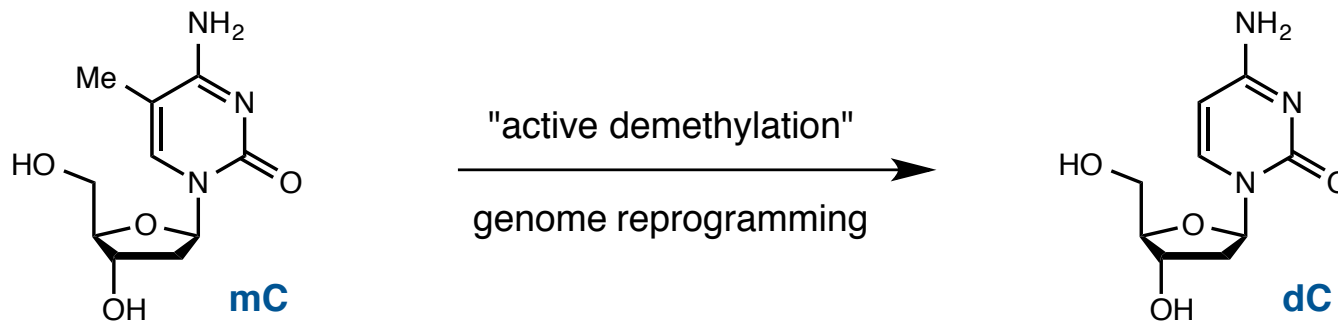 NH₂
Me
N
HO
N
O
O
OH
mC
"active demethylation"
genome reprogramming
NH₂
N
HO
N
O
O
OH
dC